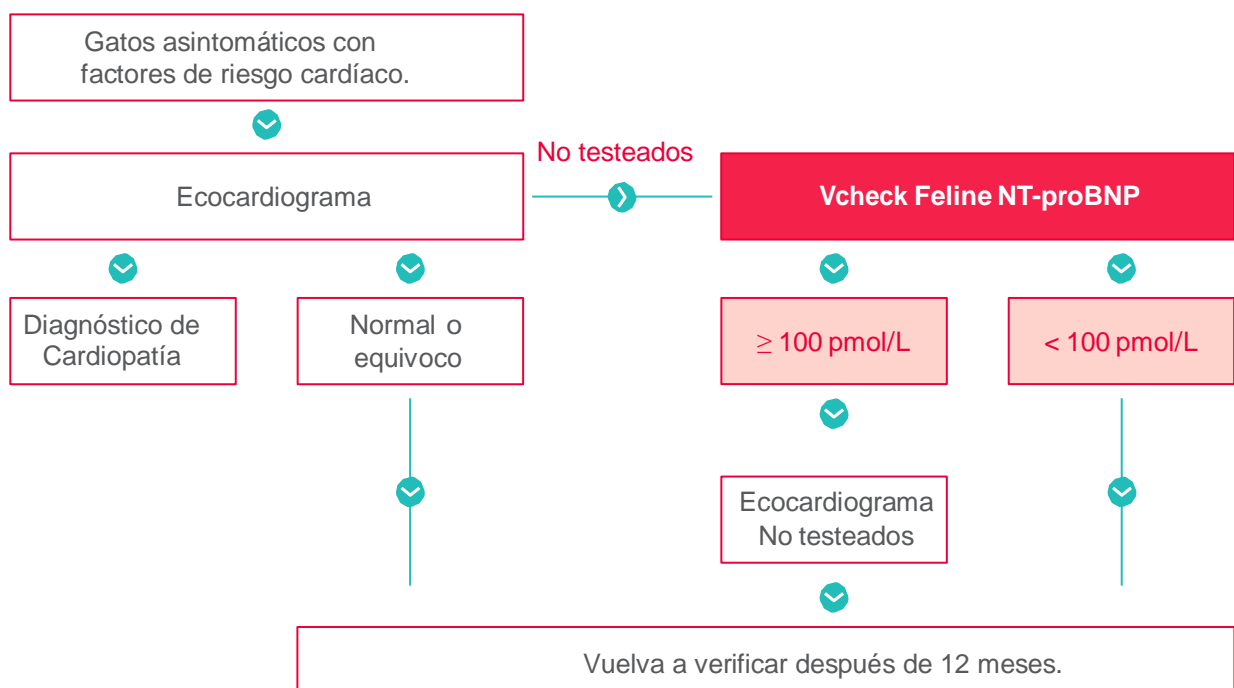 Gatos asintomáticos con
factores de riesgo cardíaco.
No testeados
Ecocardiograma
Vcheck Feline NT-proBNP
Diagnóstico de
Cardiopatía
Normal o
equivoco
≥ 100 pmol/L
< 100 pmol/L
Ecocardiograma
No testeados
Vuelva a verificar después de 12 meses.